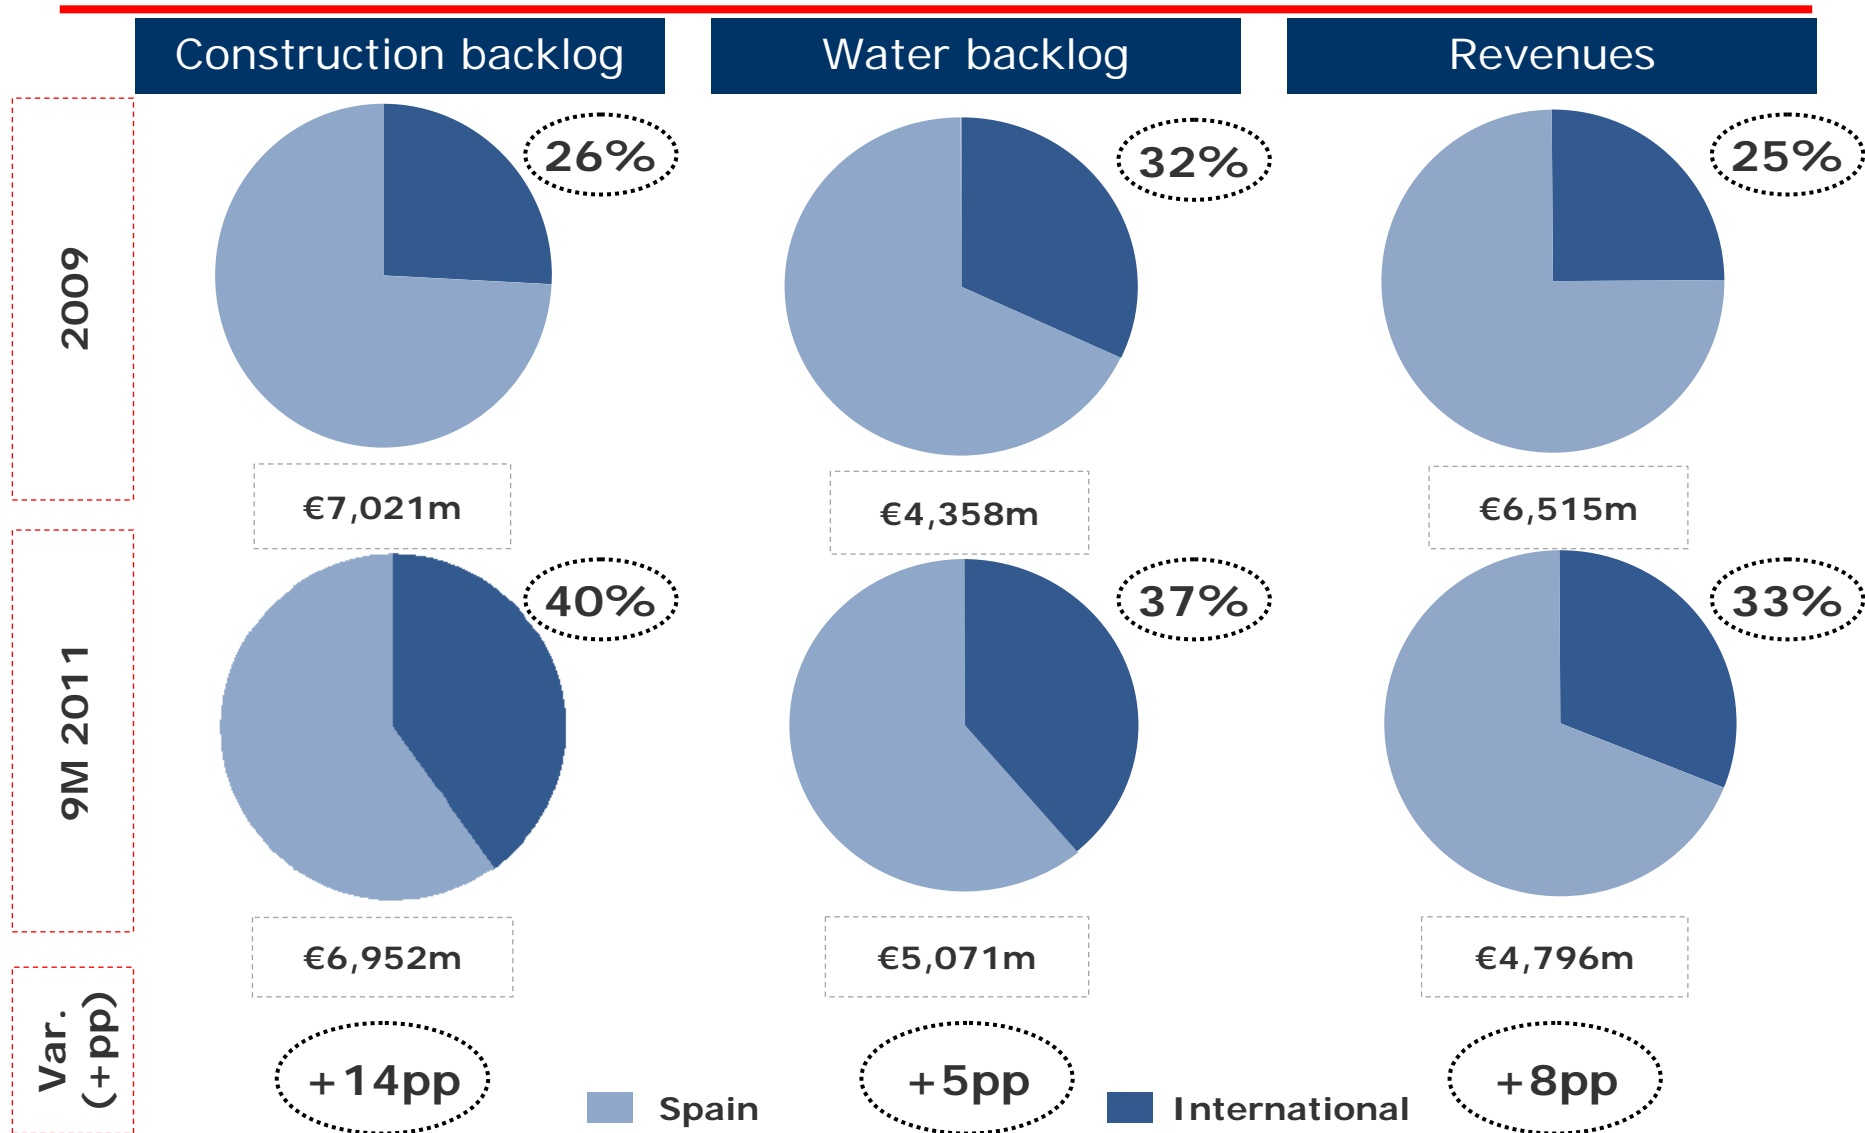 Construction backlog
Water backlog
Revenues
2009
26%
32%
25%
€7,021m
€4,358m
€6,515m
9M 2011
40%
37%
33%
€6,952m
€5,071m
€4,796m
Var.
(+pp)
+14pp
+5pp
+8pp
Spain
International